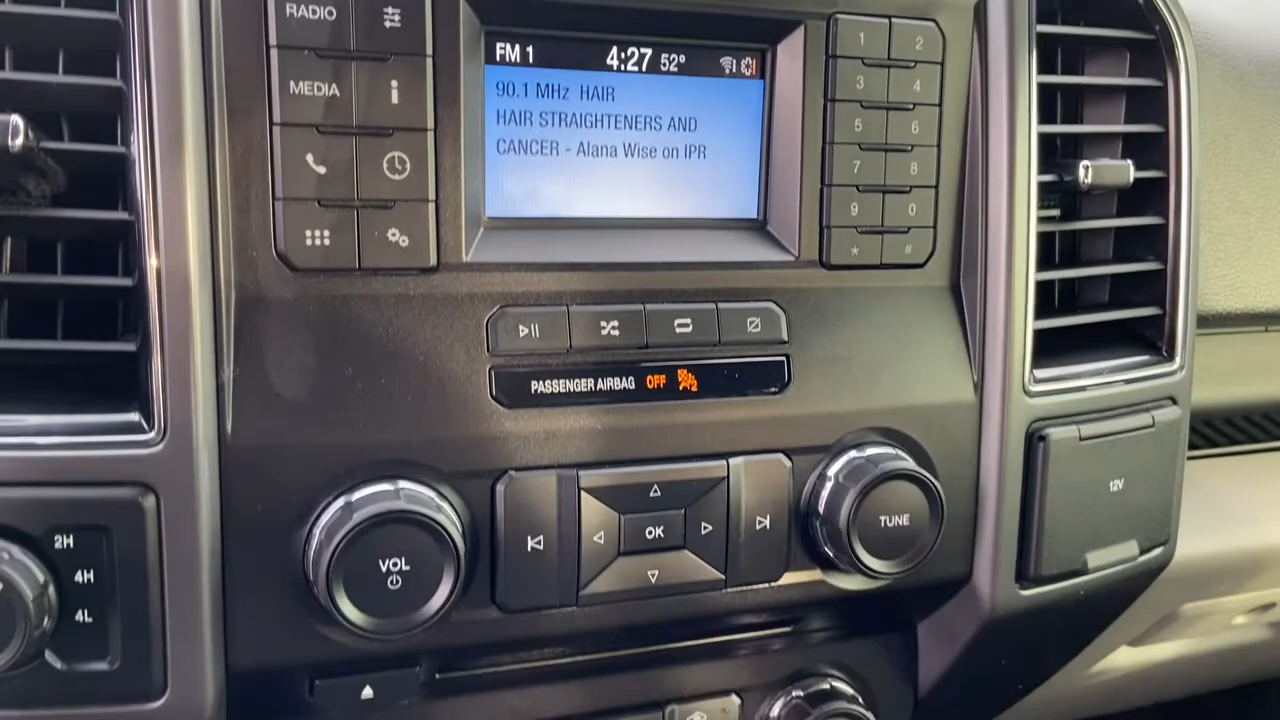 RADIO
MEDIA
FM 1 4:27 52°
90.1 MHz HAIR
HAIR STRAIGHTENERS AND
CANCER - Alana Wise on IPR
1 2
3 4
5 6
7 8
9 0
* #
PASSENGER AIRBAG OFF
2
VOL
OK
TUNE
12V
2H
4H
4L